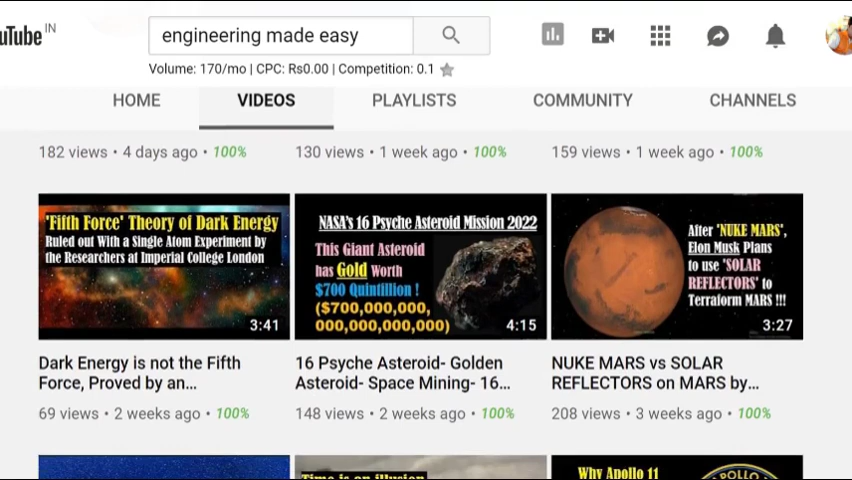 uTube IN
engineering made easy
Volume: 170/mo | CPC: Rs0.00 | Competition: 0.1
HOME VIDEOS PLAYLISTS COMMUNITY CHANNELS
182 views • 4 days ago • 100%
130 views • 1 week ago • 100%
159 views • 1 week ago • 100%
'Fifth Force' Theory of Dark Energy
Ruled out With a Single Atom Experiment by
the Researchers at Imperial College London
3:41
NASA's 16 Psyche Asteroid Mission 2022
This Giant Asteroid
has Gold Worth
$700 Quintillion !
($700,000,000,
000,000,000,000)
4:15
After 'NUKE MARS',
Elon Musk Plans
to use 'SOLAR
REFLECTORS' to
Terraform MARS !!!
3:27
Dark Energy is not the Fifth
Force, Proved by an...
69 views • 2 weeks ago • 100%
16 Psyche Asteroid- Golden
Asteroid- Space Mining- 16...
148 views • 2 weeks ago • 100%
NUKE MARS vs SOLAR
REFLECTORS on MARS by...
208 views • 3 weeks ago • 100%
Time is an illusion
Why Apollo 11
APOLLO